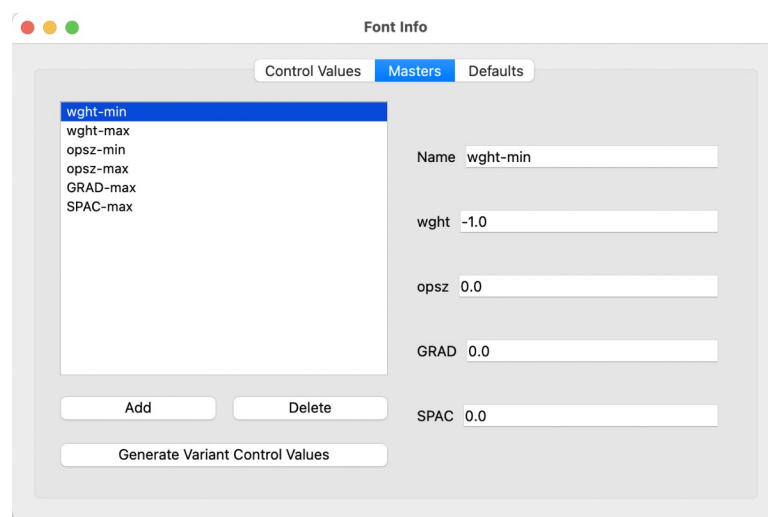 Font Info
Control Values Masters Defaults
wght-min
wght-max
opsz-min
opsz-max
GRAD-max
SPAC-max
Add Delete
Generate Variant Control Values
Name wght-min
wght -1.0
opsz 0.0
GRAD 0.0
SPAC 0.0